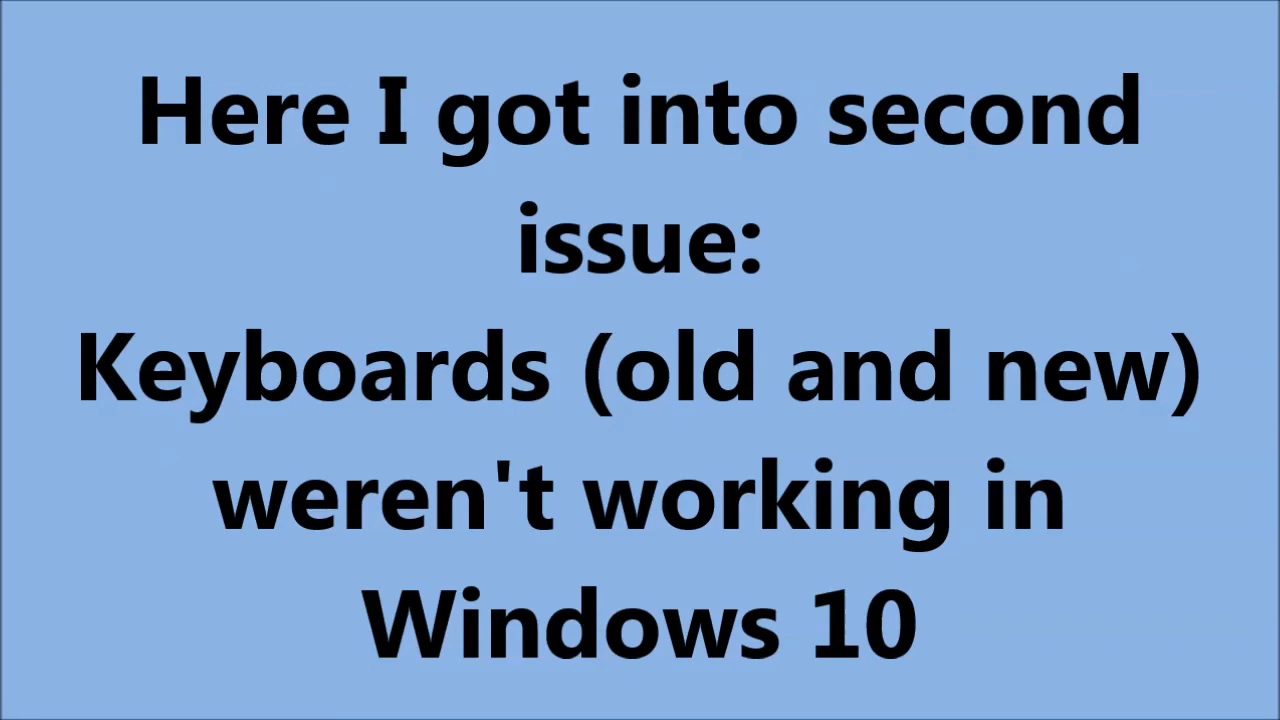 Here I got into second
issue:
Keyboards (old and new)
weren't working in
Windows 10